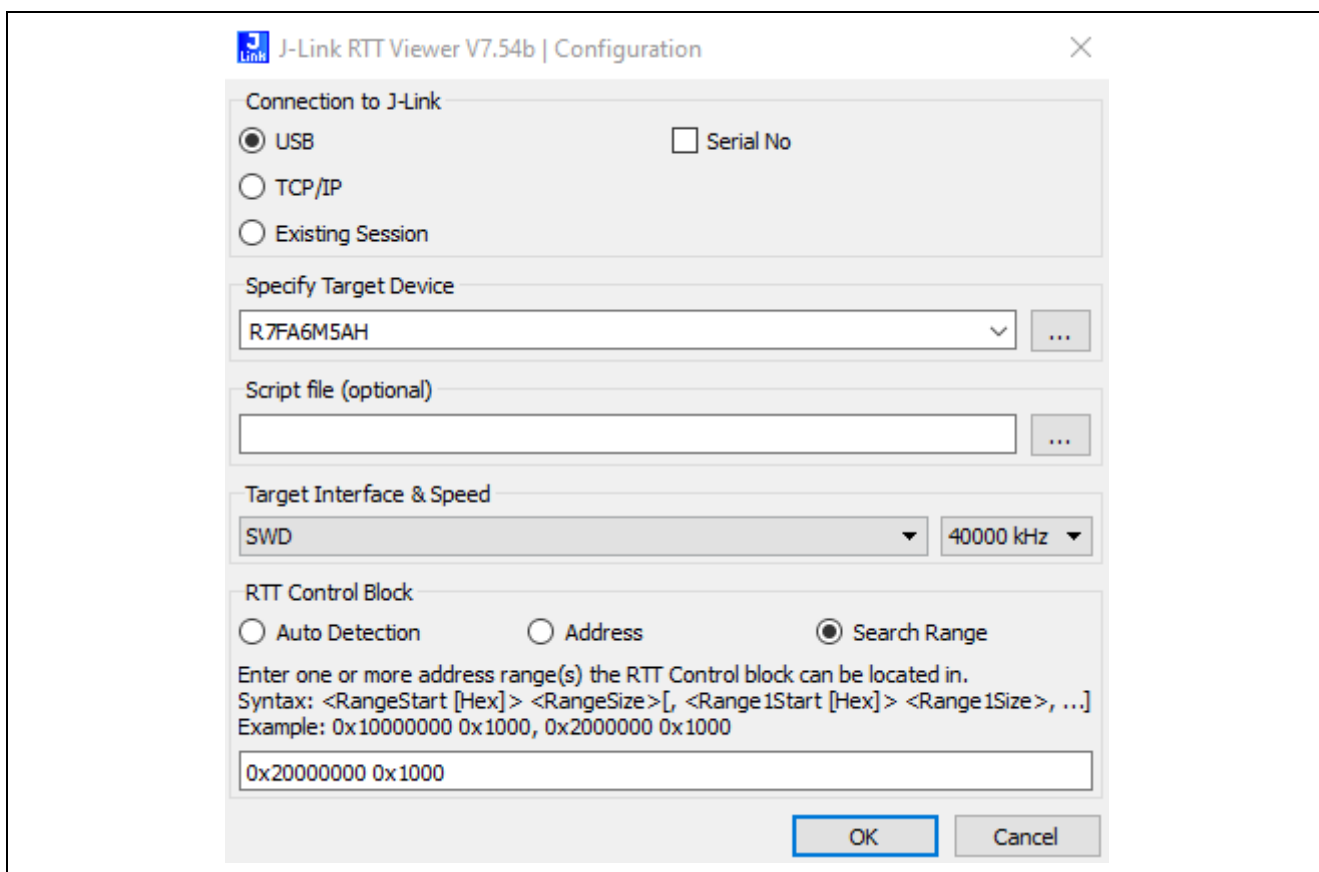 J Link J-Link RTT Viewer V7.54b | Configuration
Connection to J-Link
USB Serial No
TCP/IP
Existing Session
Specify Target Device
R7FA6M5AH ...
Script file (optional)
...
Target Interface & Speed
SWD 40000 kHz
RTT Control Block
Auto Detection Address Search Range
Enter one or more address range(s) the RTT Control block can be located in.
Syntax: <RangeStart [Hex]> <RangeSize>[, <Range1Start [Hex]> <Range1Size>, ...]
Example: 0x10000000 0x1000, 0x2000000 0x1000
0x20000000 0x1000
OK Cancel